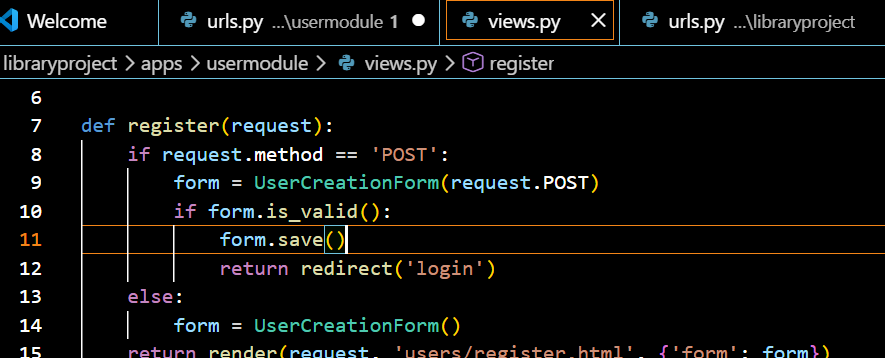 Welcome urls.py ...\usermodule 1 views.py urls.py ...\libraryproject
libraryproject > apps > usermodule > views.py > register
6
7 def register(request):
8     if request.method == 'POST':
9         form = UserCreationForm(request.POST)
10         if form.is_valid():
11             form.save()
12             return redirect('login')
13     else:
14         form = UserCreationForm()
15     return render(request, 'users/register.html', {'form': form})